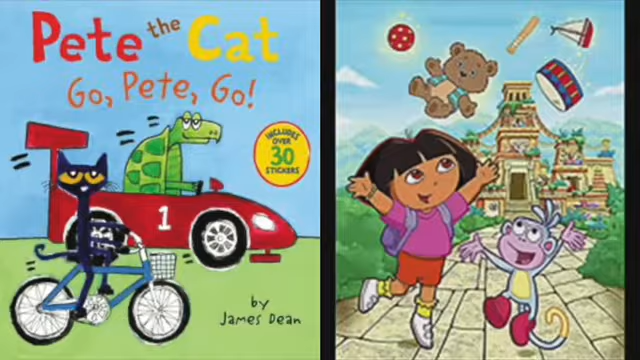 Pete the Cat
Go, Pete, Go!
INCLUDES
OVER
30
STICKERS
1
by
James Dean